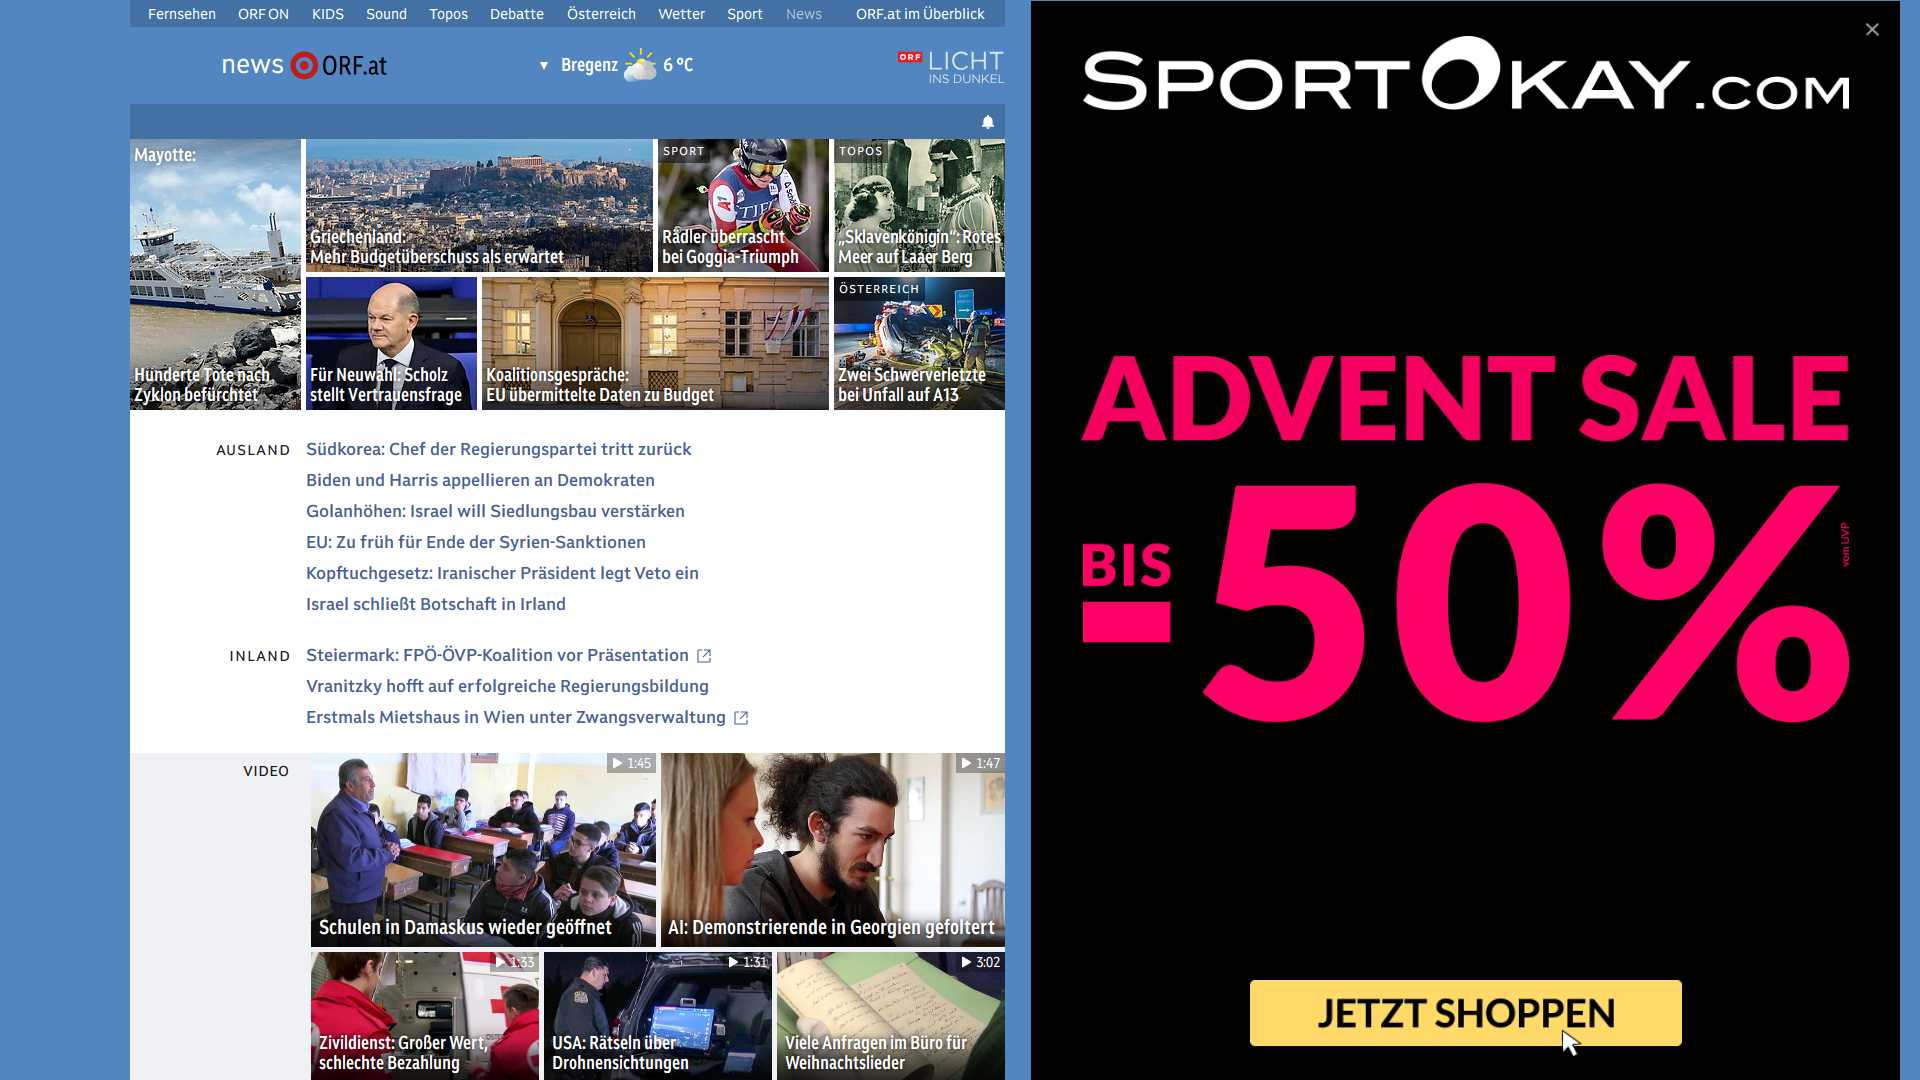 Fernsehen ORF ON KIDS Sound Topos Debatte Österreich Wetter Sport News ORF.at im Überblick
news ORF.at
▼ Bregenz 6 °C
ORF LICHT
INS DUNKEL
Mayotte:
Hunderte Tote nach
Zyklon befürchtet
Griechenland:
Mehr Budgetüberschuss als erwartet
SPORT
Rädler überrascht
bei Goggia-Triumph
TOPOS
„Sklavenkönigin“: Rotes
Meer auf Laaer Berg
Für Neuwahl: Scholz
stellt Vertrauensfrage
Koalitionsgespräche:
EU übermittelte Daten zu Budget
ÖSTERREICH
Zwei Schwerverletzte
bei Unfall auf A13
AUSLAND
Südkorea: Chef der Regierungspartei tritt zurück
Biden und Harris appellieren an Demokraten
Golanhöhen: Israel will Siedlungsbau verstärken
EU: Zu früh für Ende der Syrien-Sanktionen
Kopftuchgesetz: Iranischer Präsident legt Veto ein
Israel schließt Botschaft in Irland
INLAND
Steiermark: FPÖ-ÖVP-Koalition vor Präsentation
Vranitzky hofft auf erfolgreiche Regierungsbildung
Erstmals Mietshaus in Wien unter Zwangsverwaltung
VIDEO
1:45
Schulen in Damaskus wieder geöffnet
1:47
AI: Demonstrierende in Georgien gefoltert
1:33
Zivildienst: Großer Wert,
schlechte Bezahlung
1:31
USA: Rätseln über
Drohnensichtungen
3:02
Viele Anfragen im Büro für
Weihnachtslieder
SPORTOKAY.COM
ADVENT SALE
BIS
-50%
vom UVP
JETZT SHOPPEN